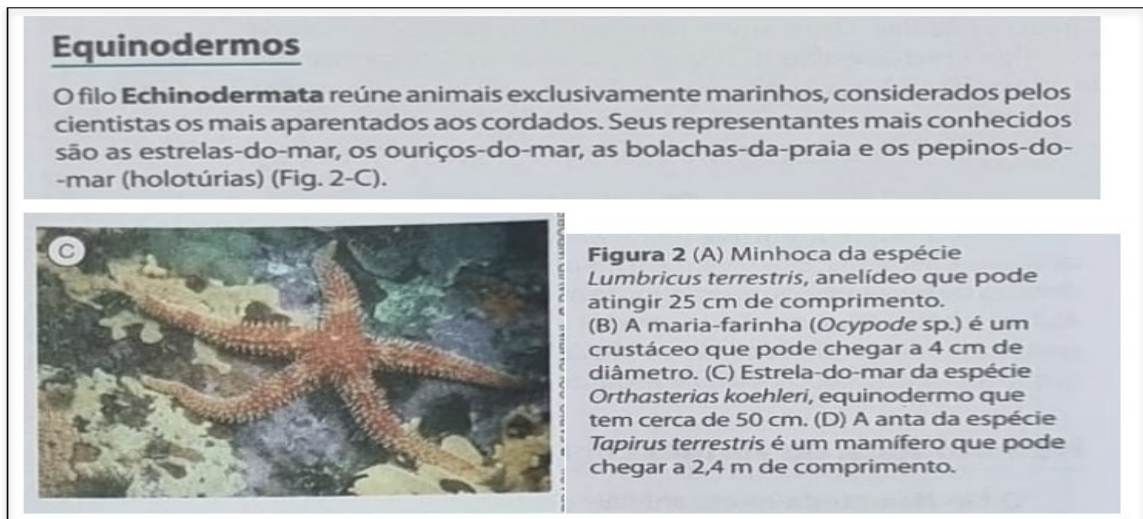 Equinodermos
O filo Echinodermata reúne animais exclusivamente marinhos, considerados pelos
cientistas os mais aparentados aos cordados. Seus representantes mais conhecidos
são as estrelas-do-mar, os ouriços-do-mar, as bolachas-da-praia e os pepinos-do-
-mar (holotúrias) (Fig. 2-C).
C
Figura 2 (A) Minhoca da espécie
Lumbricus terrestris, anelídeo que pode
atingir 25 cm de comprimento.
(B) A maria-farinha (Ocypode sp.) é um
crustáceo que pode chegar a 4 cm de
diâmetro. (C) Estrela-do-mar da espécie
Orthasterias koehleri, equinodermo que
tem cerca de 50 cm. (D) A anta da espécie
Tapirus terrestris é um mamífero que pode
chegar a 2,4 m de comprimento.